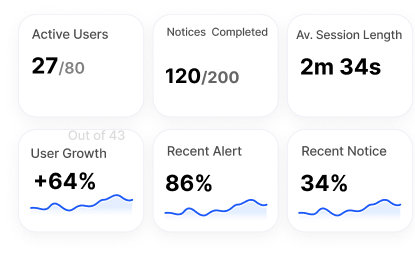 Active Users
27/80
Notices Completed
120/200
Av. Session Length
2m 34s
Out of 43
User Growth
+64%
Recent Alert
86%
Recent Notice
34%